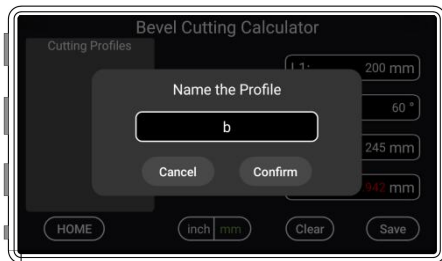 Bevel Cutting Calculator
Cutting Profiles
L1: 200 mm
Name the Profile
60 °
b
245 mm
Cancel Confirm
942 mm
HOME inch mm Clear Save